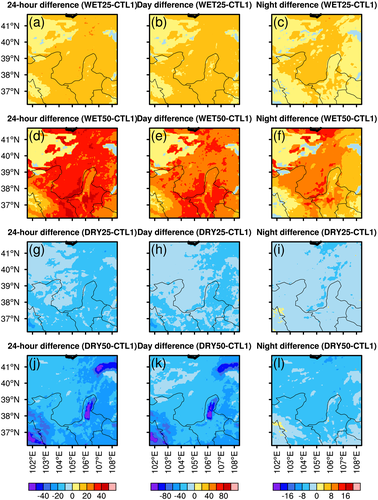 24-hour difference (WET25-CTL1) Day difference (WET25-CTL1) Night difference (WET25-CTL1)
(a) (b) (c)
41°N
40°N
39°N
38°N
37°N
24-hour difference (WET50-CTL1) Day difference (WET50-CTL1) Night difference (WET50-CTL1)
(d) (e) (f)
41°N
40°N
39°N
38°N
37°N
24-hour difference (DRY25-CTL1) Day difference (DRY25-CTL1) Night difference (DRY25-CTL1)
(g) (h) (i)
41°N
40°N
39°N
38°N
37°N
24-hour difference (DRY50-CTL1) Day difference (DRY50-CTL1) Night difference (DRY50-CTL1)
(j) (k) (l)
41°N
40°N
39°N
38°N
37°N
102°E 103°E 104°E 105°E 106°E 107°E 108°E 102°E 103°E 104°E 105°E 106°E 107°E 108°E 102°E 103°E 104°E 105°E 106°E 107°E 108°E
-40 -20 0 20 40 -80 -40 0 40 80 -16 -8 0 8 16